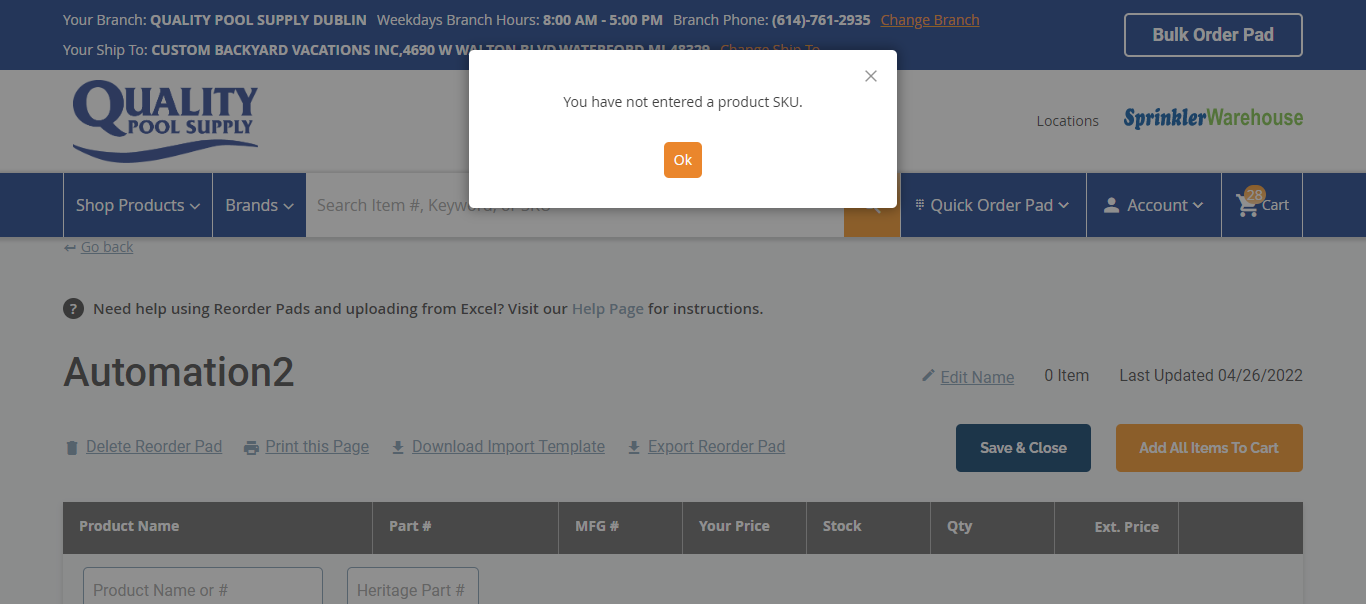 Your Branch: QUALITY POOL SUPPLY DUBLIN Weekdays Branch Hours: 8:00 AM - 5:00 PM Branch Phone: (614)-761-2935 Change Branch
Your Ship To: CUSTOM BACKYARD VACATIONS INC,4690 W WALTON BLVD WATERFORD MI 48329 Change Ship To
Bulk Order Pad
You have not entered a product SKU.
Ok
QUALITY
POOL SUPPLY
Locations
SprinklerWarehouse
Shop Products
Brands
Search Item #, Keyword, or SKU
Quick Order Pad
Account
28
Cart
Go back
? Need help using Reorder Pads and uploading from Excel? Visit our Help Page for instructions.
Automation2
Edit Name
0 Item
Last Updated 04/26/2022
Delete Reorder Pad
Print this Page
Download Import Template
Export Reorder Pad
Save & Close
Add All Items To Cart
Product Name
Part #
MFG #
Your Price
Stock
Qty
Ext. Price
Product Name or #
Heritage Part #